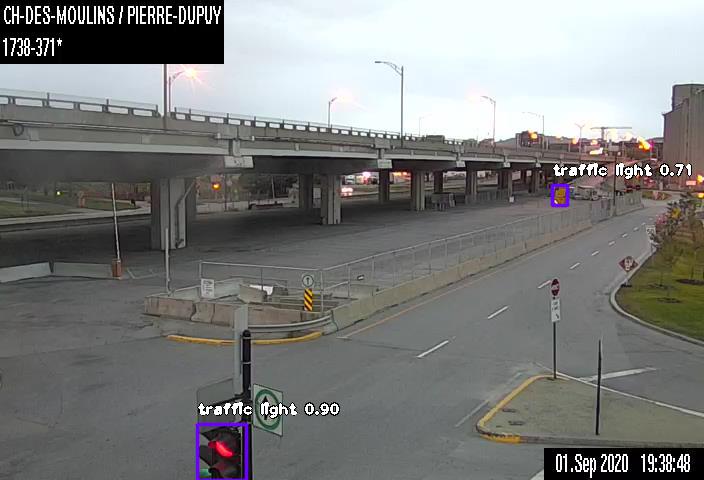 CH-DES-MOULINS / PIERRE-DUPUY
1738-371*
traffic light 0.71
traffic light 0.90
01.Sep 2020 19:38:48